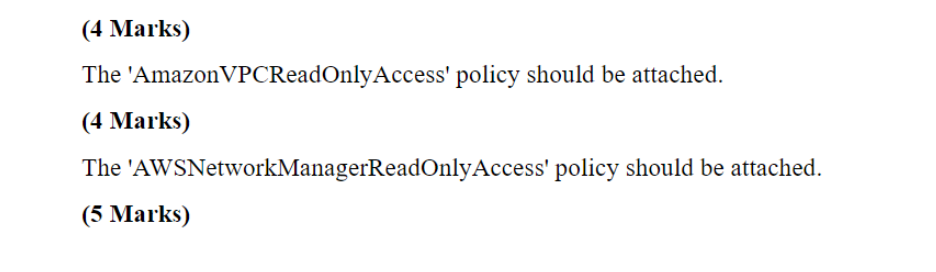 (4 Marks)
The 'AmazonVPCReadOnlyAccess' policy should be attached.
(4 Marks)
The 'AWSNetworkManagerReadOnlyAccess' policy should be attached.
(5 Marks)